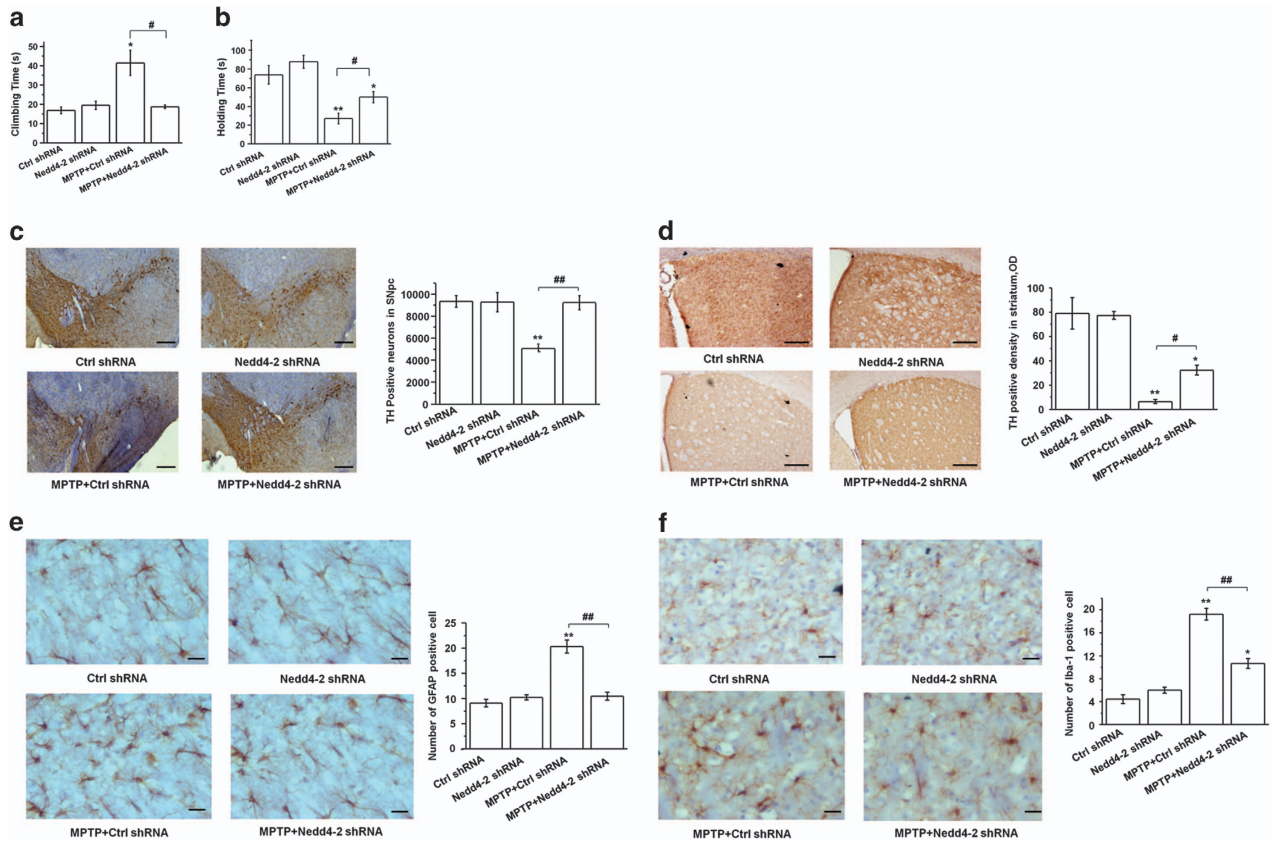 a
#
*
50
40
30
20
10
0
Climbing Time (s)
Ctrl shRNA
Nedd4-2 shRNA
MPTP+Ctrl shRNA
MPTP+Nedd4-2 shRNA
b
#
**
*
100
80
60
40
20
0
Holding Time (s)
Ctrl shRNA
Nedd4-2 shRNA
MPTP+Ctrl shRNA
MPTP+Nedd4-2 shRNA
c
Ctrl shRNA
Nedd4-2 shRNA
MPTP+Ctrl shRNA
MPTP+Nedd4-2 shRNA
##
**
10000
8000
6000
4000
2000
0
TH Positive neurons in SNpc
Ctrl shRNA
Nedd4-2 shRNA
MPTP+Ctrl shRNA
MPTP+Nedd4-2 shRNA
d
Ctrl shRNA
Nedd4-2 shRNA
MPTP+Ctrl shRNA
MPTP+Nedd4-2 shRNA
#
**
*
100
80
60
40
20
0
TH positive density in striatum,OD
Ctrl shRNA
Nedd4-2 shRNA
MPTP+Ctrl shRNA
MPTP+Nedd4-2 shRNA
e
Ctrl shRNA
Nedd4-2 shRNA
MPTP+Ctrl shRNA
MPTP+Nedd4-2 shRNA
##
**
25
20
15
10
5
0
Number of GFAP positive cell
Ctrl shRNA
Nedd4-2 shRNA
MPTP+Ctrl shRNA
MPTP+Nedd4-2 shRNA
f
Ctrl shRNA
Nedd4-2 shRNA
MPTP+Ctrl shRNA
MPTP+Nedd4-2 shRNA
##
**
*
20
16
12
8
4
0
Number of Iba-1 positive cell
Ctrl shRNA
Nedd4-2 shRNA
MPTP+Ctrl shRNA
MPTP+Nedd4-2 shRNA